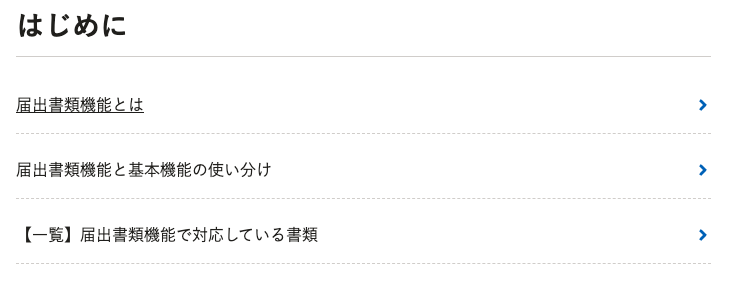 はじめに
届出書類機能とは
届出書類機能と基本機能の使い分け
【一覧】届出書類機能で対応している書類